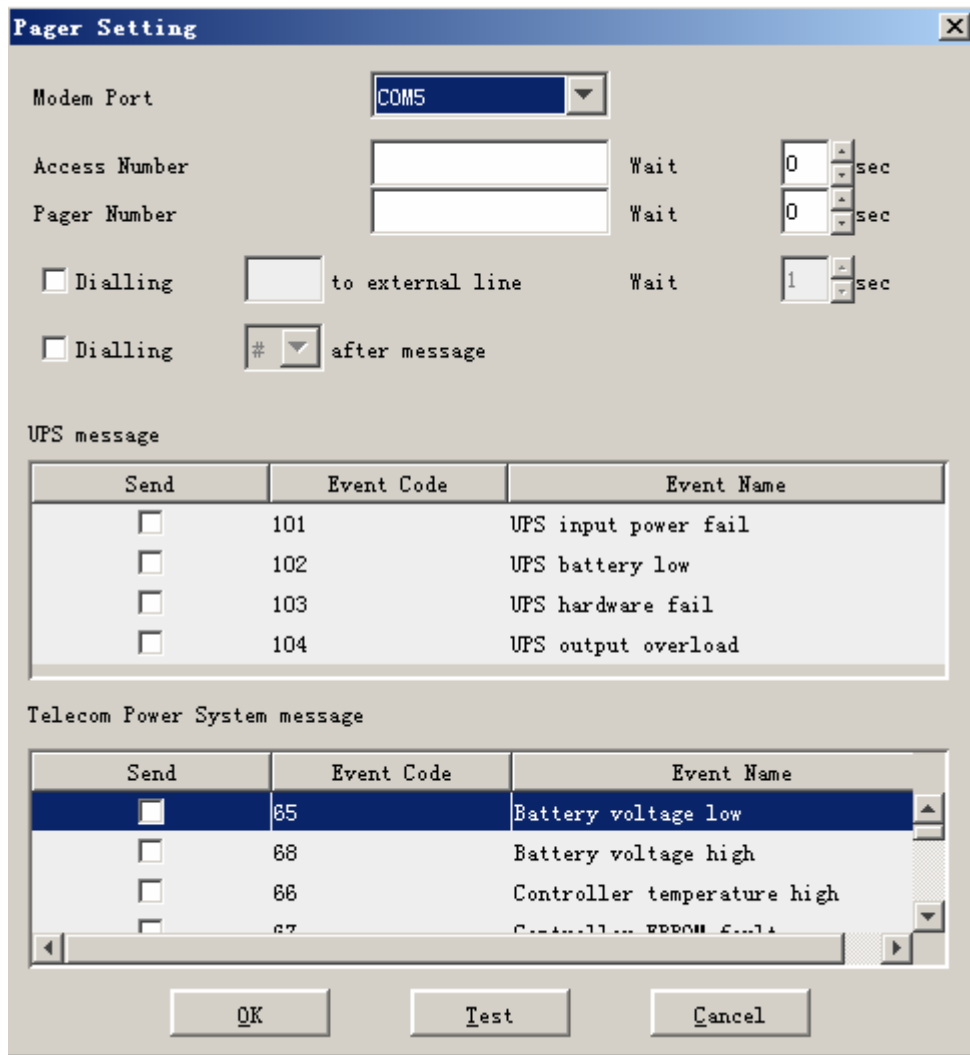 Pager Setting
Modem Port COM5
Access Number Wait 0 sec
Pager Number Wait 0 sec
Dialling to external line Wait 1 sec
Dialling # after message
UPS message
Send Event Code Event Name
101 UPS input power fail
102 UPS battery low
103 UPS hardware fail
104 UPS output overload
Telecom Power System message
Send Event Code Event Name
65 Battery voltage low
68 Battery voltage high
66 Controller temperature high
67 Controller
OK Test Cancel